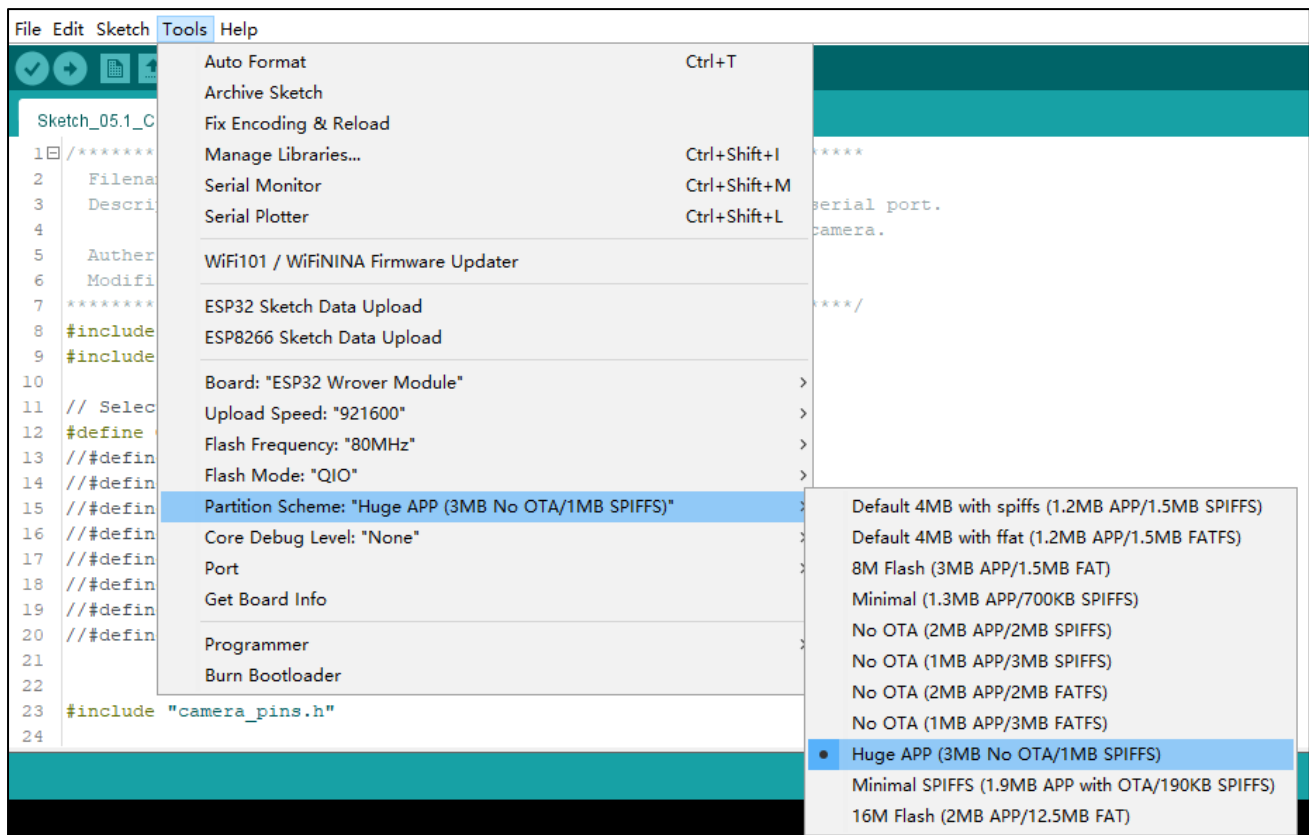 File Edit Sketch Tools Help
Auto Format Ctrl+T
Archive Sketch
Fix Encoding & Reload
Manage Libraries... Ctrl+Shift+I
Serial Monitor Ctrl+Shift+M
Serial Plotter Ctrl+Shift+L
WiFi101 / WiFiNINA Firmware Updater
ESP32 Sketch Data Upload
ESP8266 Sketch Data Upload
Board: "ESP32 Wrover Module"
Upload Speed: "921600"
Flash Frequency: "80MHz"
Flash Mode: "QIO"
Partition Scheme: "Huge APP (3MB No OTA/1MB SPIFFS)"
Core Debug Level: "None"
Port
Get Board Info
Programmer
Burn Bootloader
Default 4MB with spiffs (1.2MB APP/1.5MB SPIFFS)
Default 4MB with ffat (1.2MB APP/1.5MB FATFS)
8M Flash (3MB APP/1.5MB FAT)
Minimal (1.3MB APP/700KB SPIFFS)
No OTA (2MB APP/2MB SPIFFS)
No OTA (1MB APP/3MB SPIFFS)
No OTA (2MB APP/2MB FATFS)
No OTA (1MB APP/3MB FATFS)
Huge APP (3MB No OTA/1MB SPIFFS)
Minimal SPIFFS (1.9MB APP with OTA/190KB SPIFFS)
16M Flash (2MB APP/12.5MB FAT)
Sketch_05.1_C
1 /******* *****
2 Filena
3 Descri serial port.
4 camera.
5 Auther
6 Modifi
7 ******** ****/
8 #include
9 #include
10
11 // Selec
12 #define
13 //#defin
14 //#defin
15 //#defin
16 //#defin
17 //#defin
18 //#defin
19 //#defin
20 //#defin
21
22
23 #include "camera_pins.h"
24